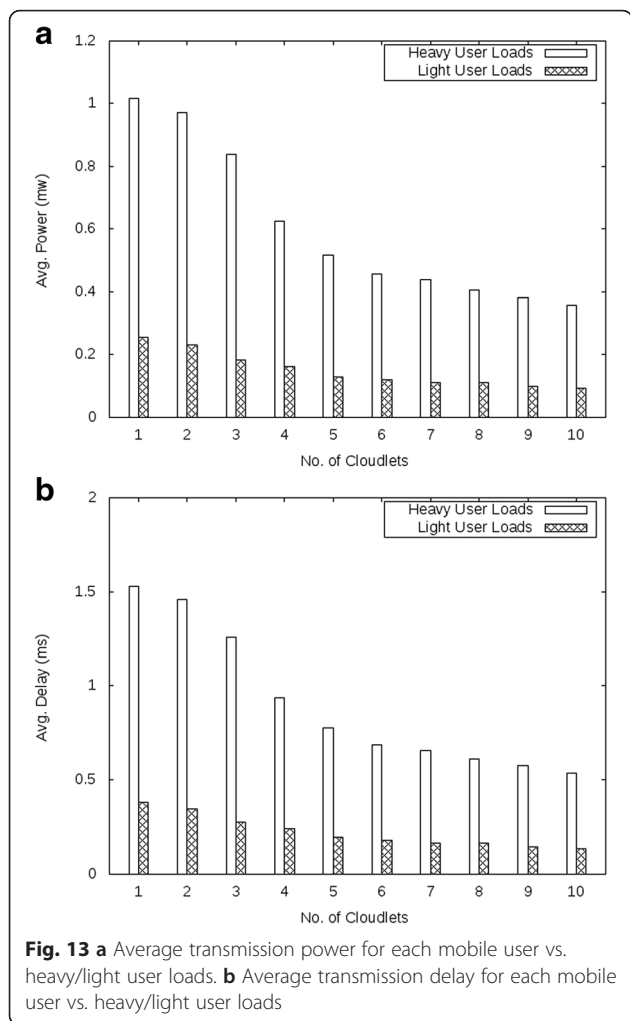 a
1.2
Heavy User Loads
Light User Loads
1
0.8
0.6
0.4
0.2
0
Avg. Power (mw)
1 2 3 4 5 6 7 8 9 10
No. of Cloudlets
b
2
Heavy User Loads
Light User Loads
1.5
1
0.5
0
Avg. Delay (ms)
1 2 3 4 5 6 7 8 9 10
No. of Cloudlets
Fig. 13 a Average transmission power for each mobile user vs.
heavy/light user loads. b Average transmission delay for each mobile
user vs. heavy/light user loads